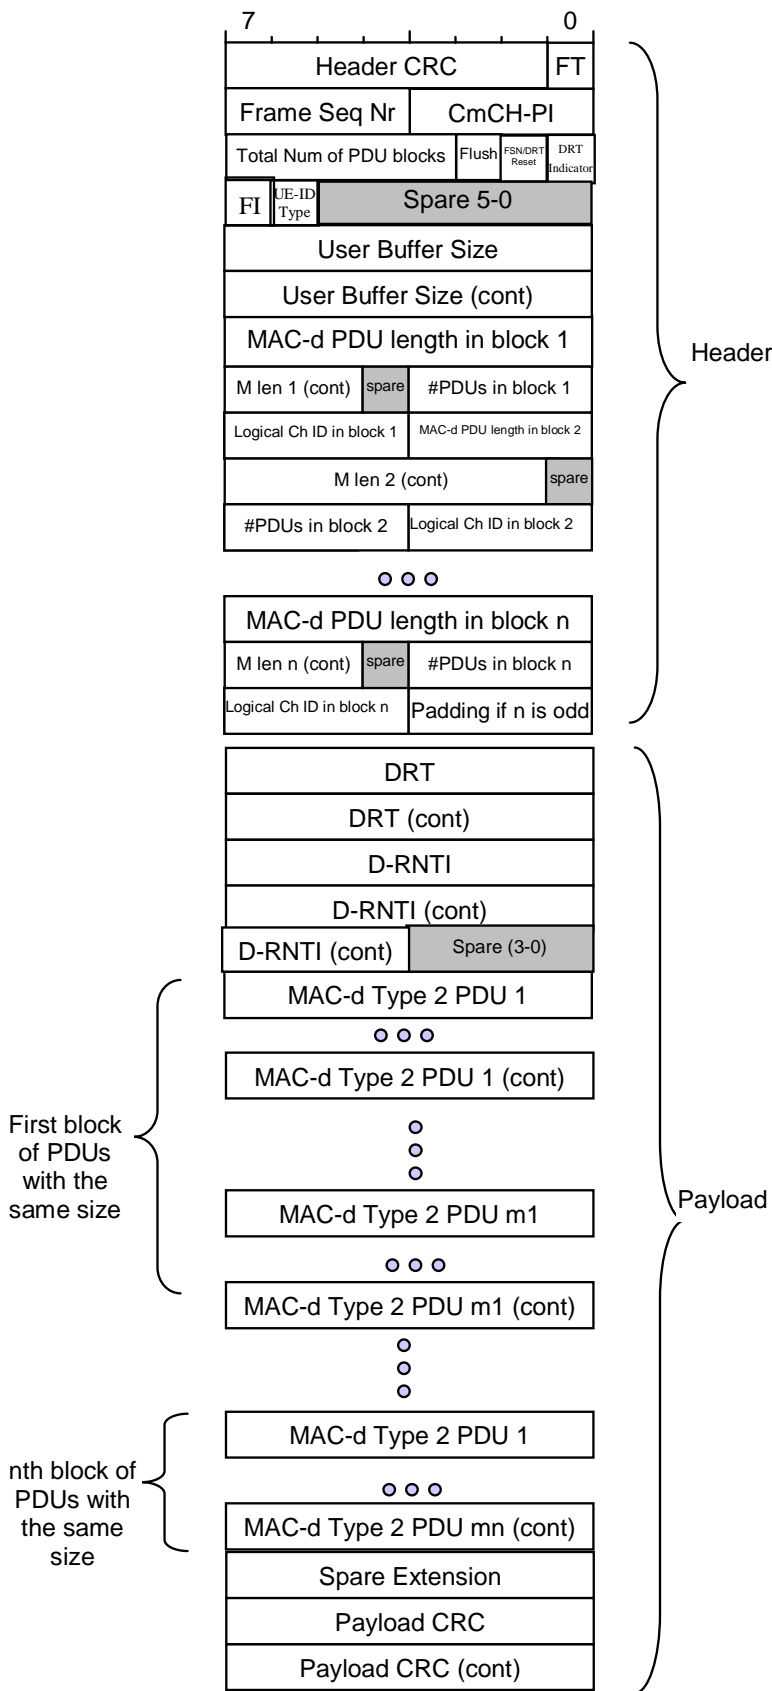 7 0
Header CRC FT
Frame Seq Nr CmCH-PI
Total Num of PDU blocks Flush FSN/DRT Reset DRT Indicator
FI UE-ID Type Spare 5-0
User Buffer Size
User Buffer Size (cont)
MAC-d PDU length in block 1
M len 1 (cont) spare #PDUs in block 1
Logical Ch ID in block 1 MAC-d PDU length in block 2
M len 2 (cont) spare
#PDUs in block 2 Logical Ch ID in block 2
MAC-d PDU length in block n
M len n (cont) spare #PDUs in block n
Logical Ch ID in block n Padding if n is odd
Header
DRT
DRT (cont)
D-RNTI
D-RNTI (cont)
D-RNTI (cont) Spare (3-0)
MAC-d Type 2 PDU 1
MAC-d Type 2 PDU 1 (cont)
First block
of PDUs
with the
same size
MAC-d Type 2 PDU m1
MAC-d Type 2 PDU m1 (cont)
Payload
MAC-d Type 2 PDU 1
nth block of
PDUs with
the same
size
MAC-d Type 2 PDU mn (cont)
Spare Extension
Payload CRC
Payload CRC (cont)